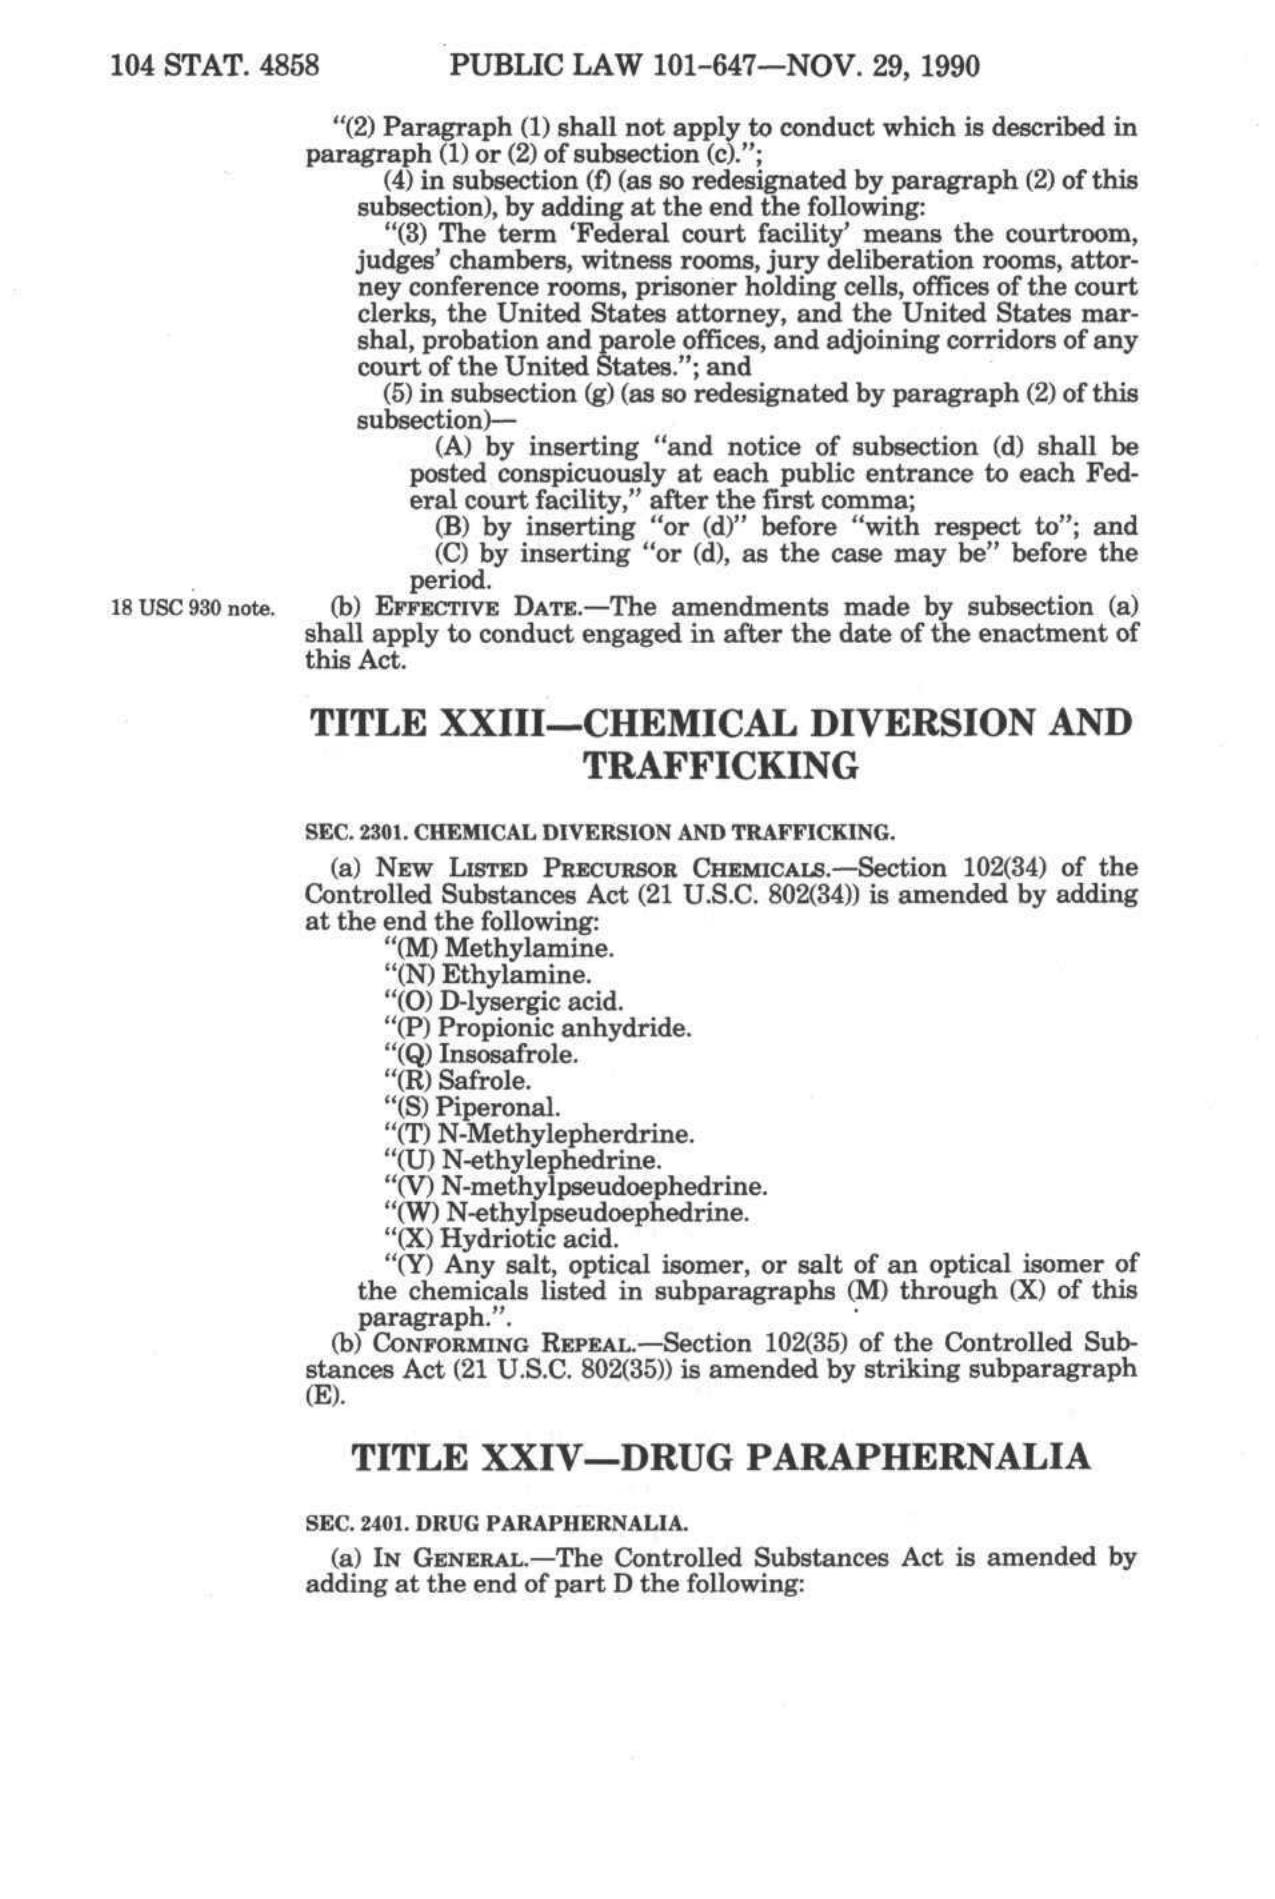 104 STAT. 4858 PUBLIC LAW 101-647—NOV. 29, 1990
“(2) Paragraph (1) shall not apply to conduct which is described in
paragraph (1) or (2) of subsection (c).”;
(4) in subsection (f) (as so redesignated by paragraph (2) of this
subsection), by adding at the end the following:
“(3) The term ‘Federal court facility’ means the courtroom,
judges’ chambers, witness rooms, jury deliberation rooms, attor-
ney conference rooms, prisoner holding cells, offices of the court
clerks, the United States attorney, and the United States mar-
shal, probation and parole offices, and adjoining corridors of any
court of the United States.”; and
(5) in subsection (g) (as so redesignated by paragraph (2) of this
subsection)—
(A) by inserting “and notice of subsection (d) shall be
posted conspicuously at each public entrance to each Fed-
eral court facility,” after the first comma;
(B) by inserting “or (d)” before “with respect to”; and
(C) by inserting “or (d), as the case may be” before the
period.
18 USC 930 note. (b) EFFECTIVE DATE.—The amendments made by subsection (a)
shall apply to conduct engaged in after the date of the enactment of
this Act.
TITLE XXIII—CHEMICAL DIVERSION AND
TRAFFICKING
SEC. 2301. CHEMICAL DIVERSION AND TRAFFICKING.
(a) NEW LISTED PRECURSOR CHEMICALS.—Section 102(34) of the
Controlled Substances Act (21 U.S.C. 802(34)) is amended by adding
at the end the following:
“(M) Methylamine.
“(N) Ethylamine.
“(O) D-lysergic acid.
“(P) Propionic anhydride.
“(Q) Insosafrole.
“(R) Safrole.
“(S) Piperonal.
“(T) N-Methylepherdrine.
“(U) N-ethylephedrine.
“(V) N-methylpseudoephedrine.
“(W) N-ethylpseudoephedrine.
“(X) Hydriotic acid.
“(Y) Any salt, optical isomer, or salt of an optical isomer of
the chemicals listed in subparagraphs (M) through (X) of this
paragraph.”.
(b) CONFORMING REPEAL.—Section 102(35) of the Controlled Sub-
stances Act (21 U.S.C. 802(35)) is amended by striking subparagraph
(E).
TITLE XXIV—DRUG PARAPHERNALIA
SEC. 2401. DRUG PARAPHERNALIA.
(a) IN GENERAL.—The Controlled Substances Act is amended by
adding at the end of part D the following: